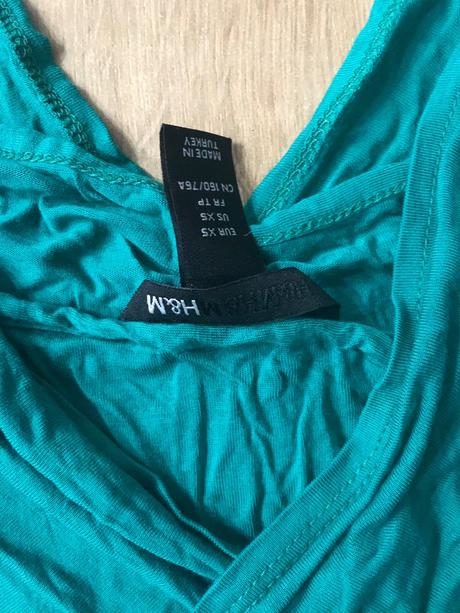 H&M
EUR XS
US XS
FR TP
CN 160/76A
MADE IN
TURKEY